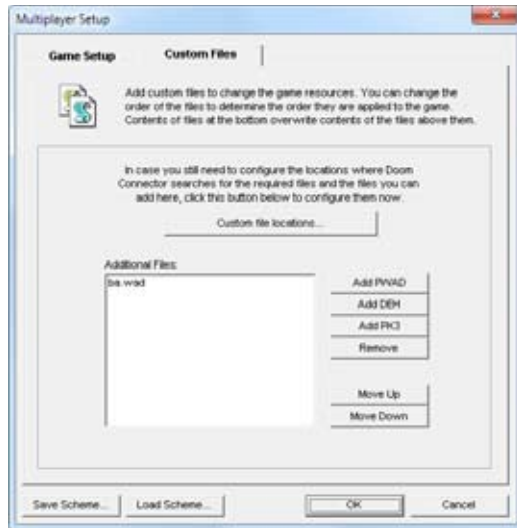 Multiplayer Setup
Game Setup
Custom Files
Add custom files to change the game resources. You can change
the order of the files to determine the order they are applied to the game.
Contents of files at the bottom overwrite contents of the files above them.
In case you still need to configure the locations where Doom
Connector searches for the required files and the files you can
add here, click this button below to configure them now.
Custom file locations...
Additional Files:
ba.wad
Add PWAD
Add DEH
Add PK3
Remove
Move Up
Move Down
Save Scheme...
Load Scheme...
OK
Cancel